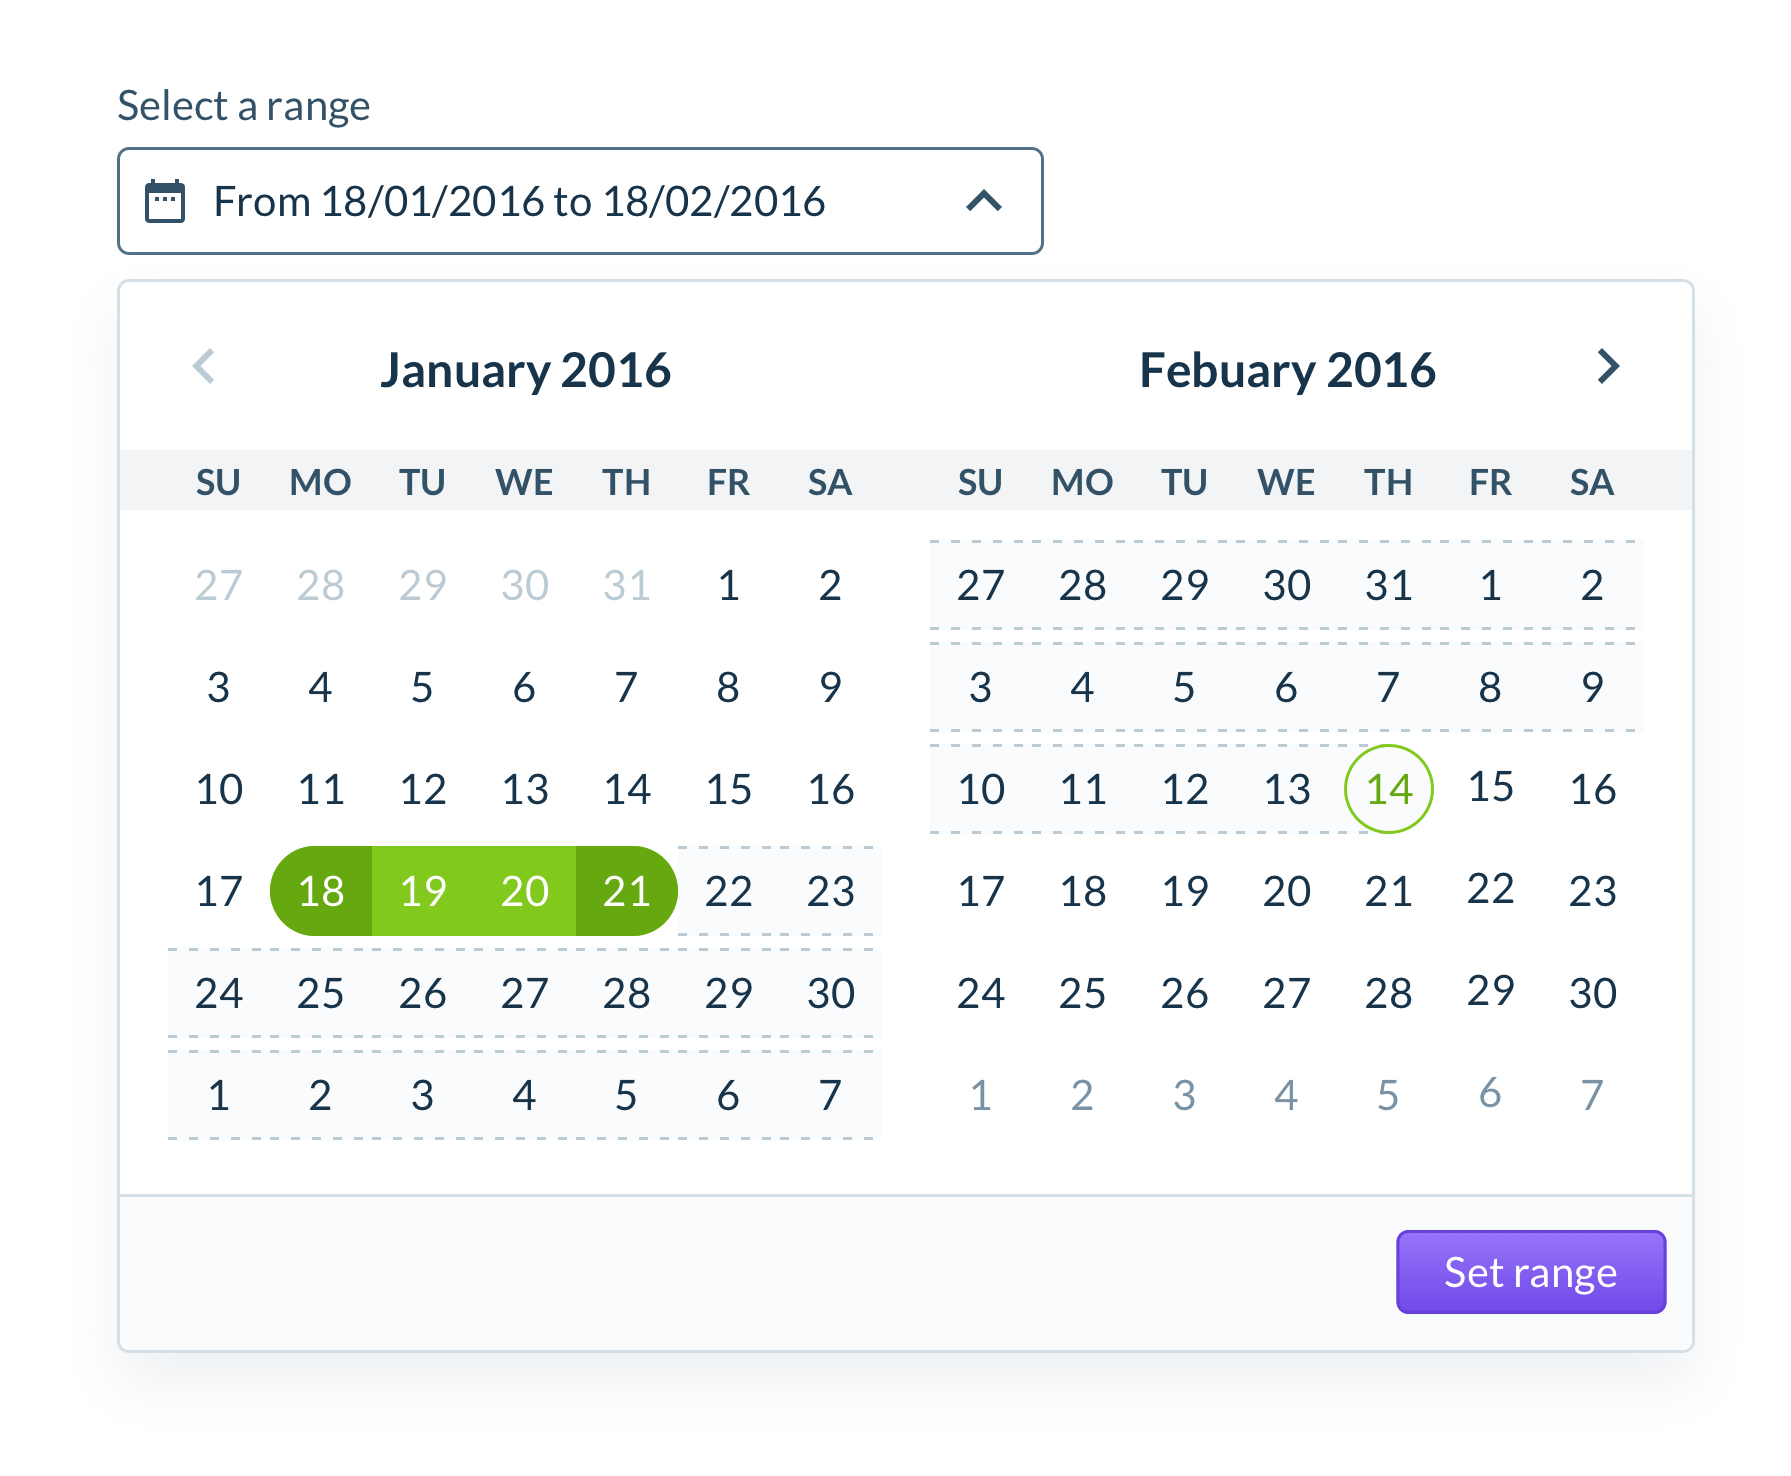 Select a range
From 18/01/2016 to 18/02/2016
January 2016 Febuary 2016
SU MO TU WE TH FR SA SU MO TU WE TH FR SA
27 28 29 30 31 1 2 27 28 29 30 31 1 2
3 4 5 6 7 8 9 3 4 5 6 7 8 9
10 11 12 13 14 15 16 10 11 12 13 14 15 16
17 18 19 20 21 22 23 17 18 19 20 21 22 23
24 25 26 27 28 29 30 24 25 26 27 28 29 30
1 2 3 4 5 6 7 1 2 3 4 5 6 7
Set range